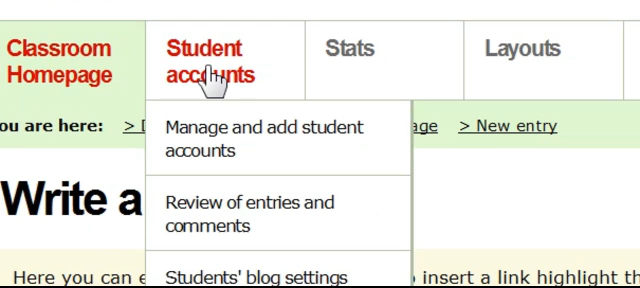 Classroom Homepage
Student accounts
Stats
Layouts
ou are here: > age > New entry
Manage and add student
accounts
Review of entries and
comments
Write a
Students' blog settings
Here you can insert a link highlight